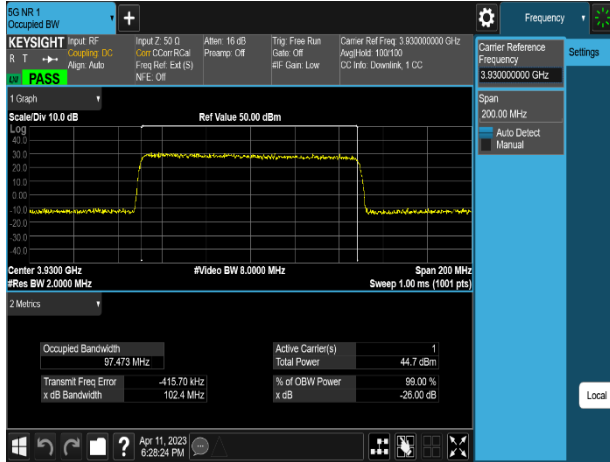 5G NR 1
Occupied BW
Frequency
KEYSIGHT
R T
PASS
Input: RF
Coupling: DC
Align: Auto
Input Z: 50 Ω
Corr CCorr RCal
Freq Ref: Ext (S)
NFE: Off
Atten: 16 dB
Preamp: Off
Trig: Free Run
Gate: Off
#IF Gain: Low
Carrier Ref Freq: 3.930000000 GHz
Avg|Hold: 100/100
CC Info: Downlink, 1 CC
Carrier Reference
Frequency
3.930000000 GHz
Settings
Span
200.00 MHz
Auto Detect
Manual
1 Graph
Scale/Div 10.0 dB
Ref Value 50.00 dBm
Log
40.0
30.0
20.0
10.0
0.00
-10.0
-20.0
-30.0
-40.0
Center 3.9300 GHz
#Video BW 8.0000 MHz
Span 200 MHz
#Res BW 2.0000 MHz
Sweep 1.00 ms (1001 pts)
2 Metrics
Occupied Bandwidth
97.473 MHz
Active Carrier(s) 1
Total Power 44.7 dBm
Transmit Freq Error -415.70 kHz
% of OBW Power 99.00 %
x dB Bandwidth 102.4 MHz
x dB -26.00 dB
Local
Apr 11, 2023
6:28:24 PM